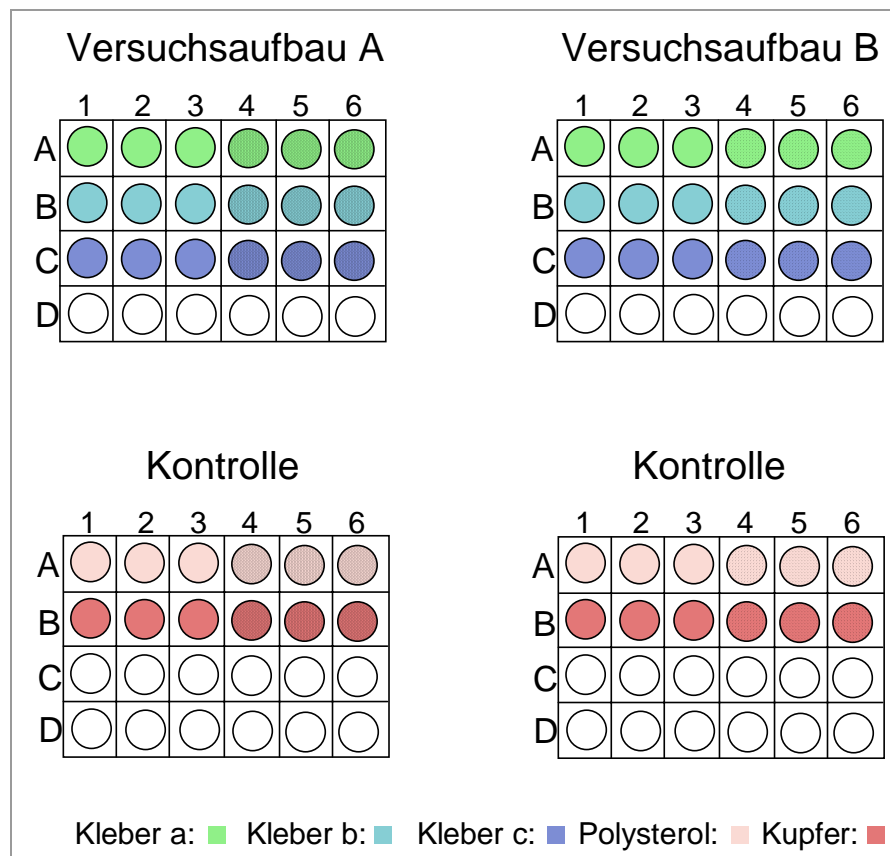 Versuchsaufbau A
1 2 3 4 5 6
A
B
C
D
Versuchsaufbau B
1 2 3 4 5 6
A
B
C
D
Kontrolle
1 2 3 4 5 6
A
B
C
D
Kontrolle
1 2 3 4 5 6
A
B
C
D
Kleber a: Kleber b: Kleber c: Polysterol: Kupfer: